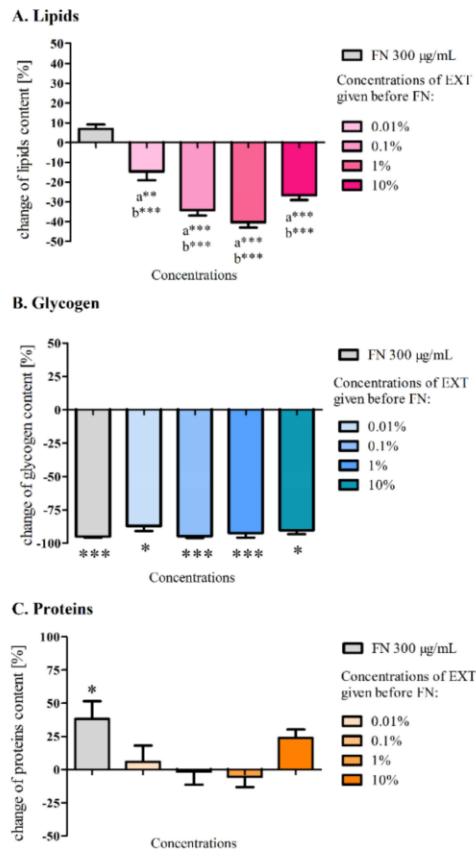 A. Lipids
change of lipids content [%]
50
40
30
20
10
0
-10
-20
-30
-40
-50
a**
b***
a***
b***
a***
b***
a***
b***
Concentrations
FN 300 µg/mL
Concentrations of EXT
given before FN:
0.01%
0.1%
1%
10%
B. Glycogen
change of glycogen content [%]
50
25
0
-25
-50
-75
-100
***
*
***
***
*
Concentrations
FN 300 µg/mL
Concentrations of EXT
given before FN:
0.01%
0.1%
1%
10%
C. Proteins
change of proteins content [%]
100
75
50
25
0
-25
-50
*
Concentrations
FN 300 µg/mL
Concentrations of EXT
given before FN:
0.01%
0.1%
1%
10%